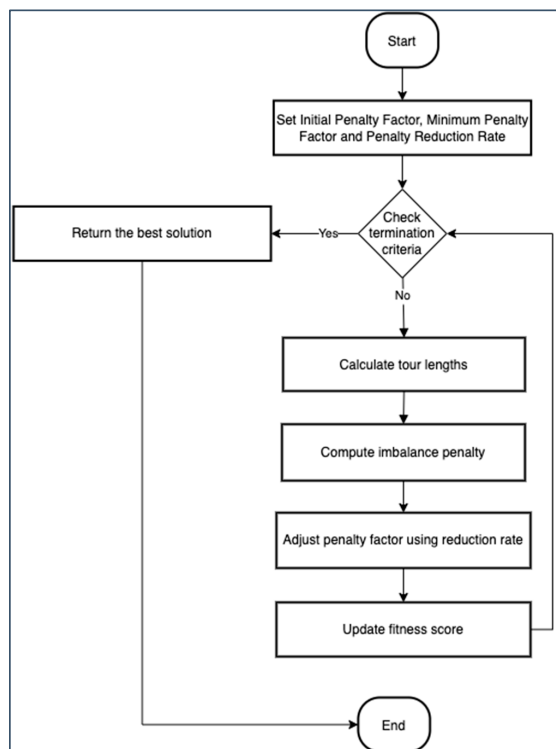 Start
Set Initial Penalty Factor, Minimum Penalty
Factor and Penalty Reduction Rate
Check
termination
criteria
Yes
Return the best solution
No
Calculate tour lengths
Compute imbalance penalty
Adjust penalty factor using reduction rate
Update fitness score
End